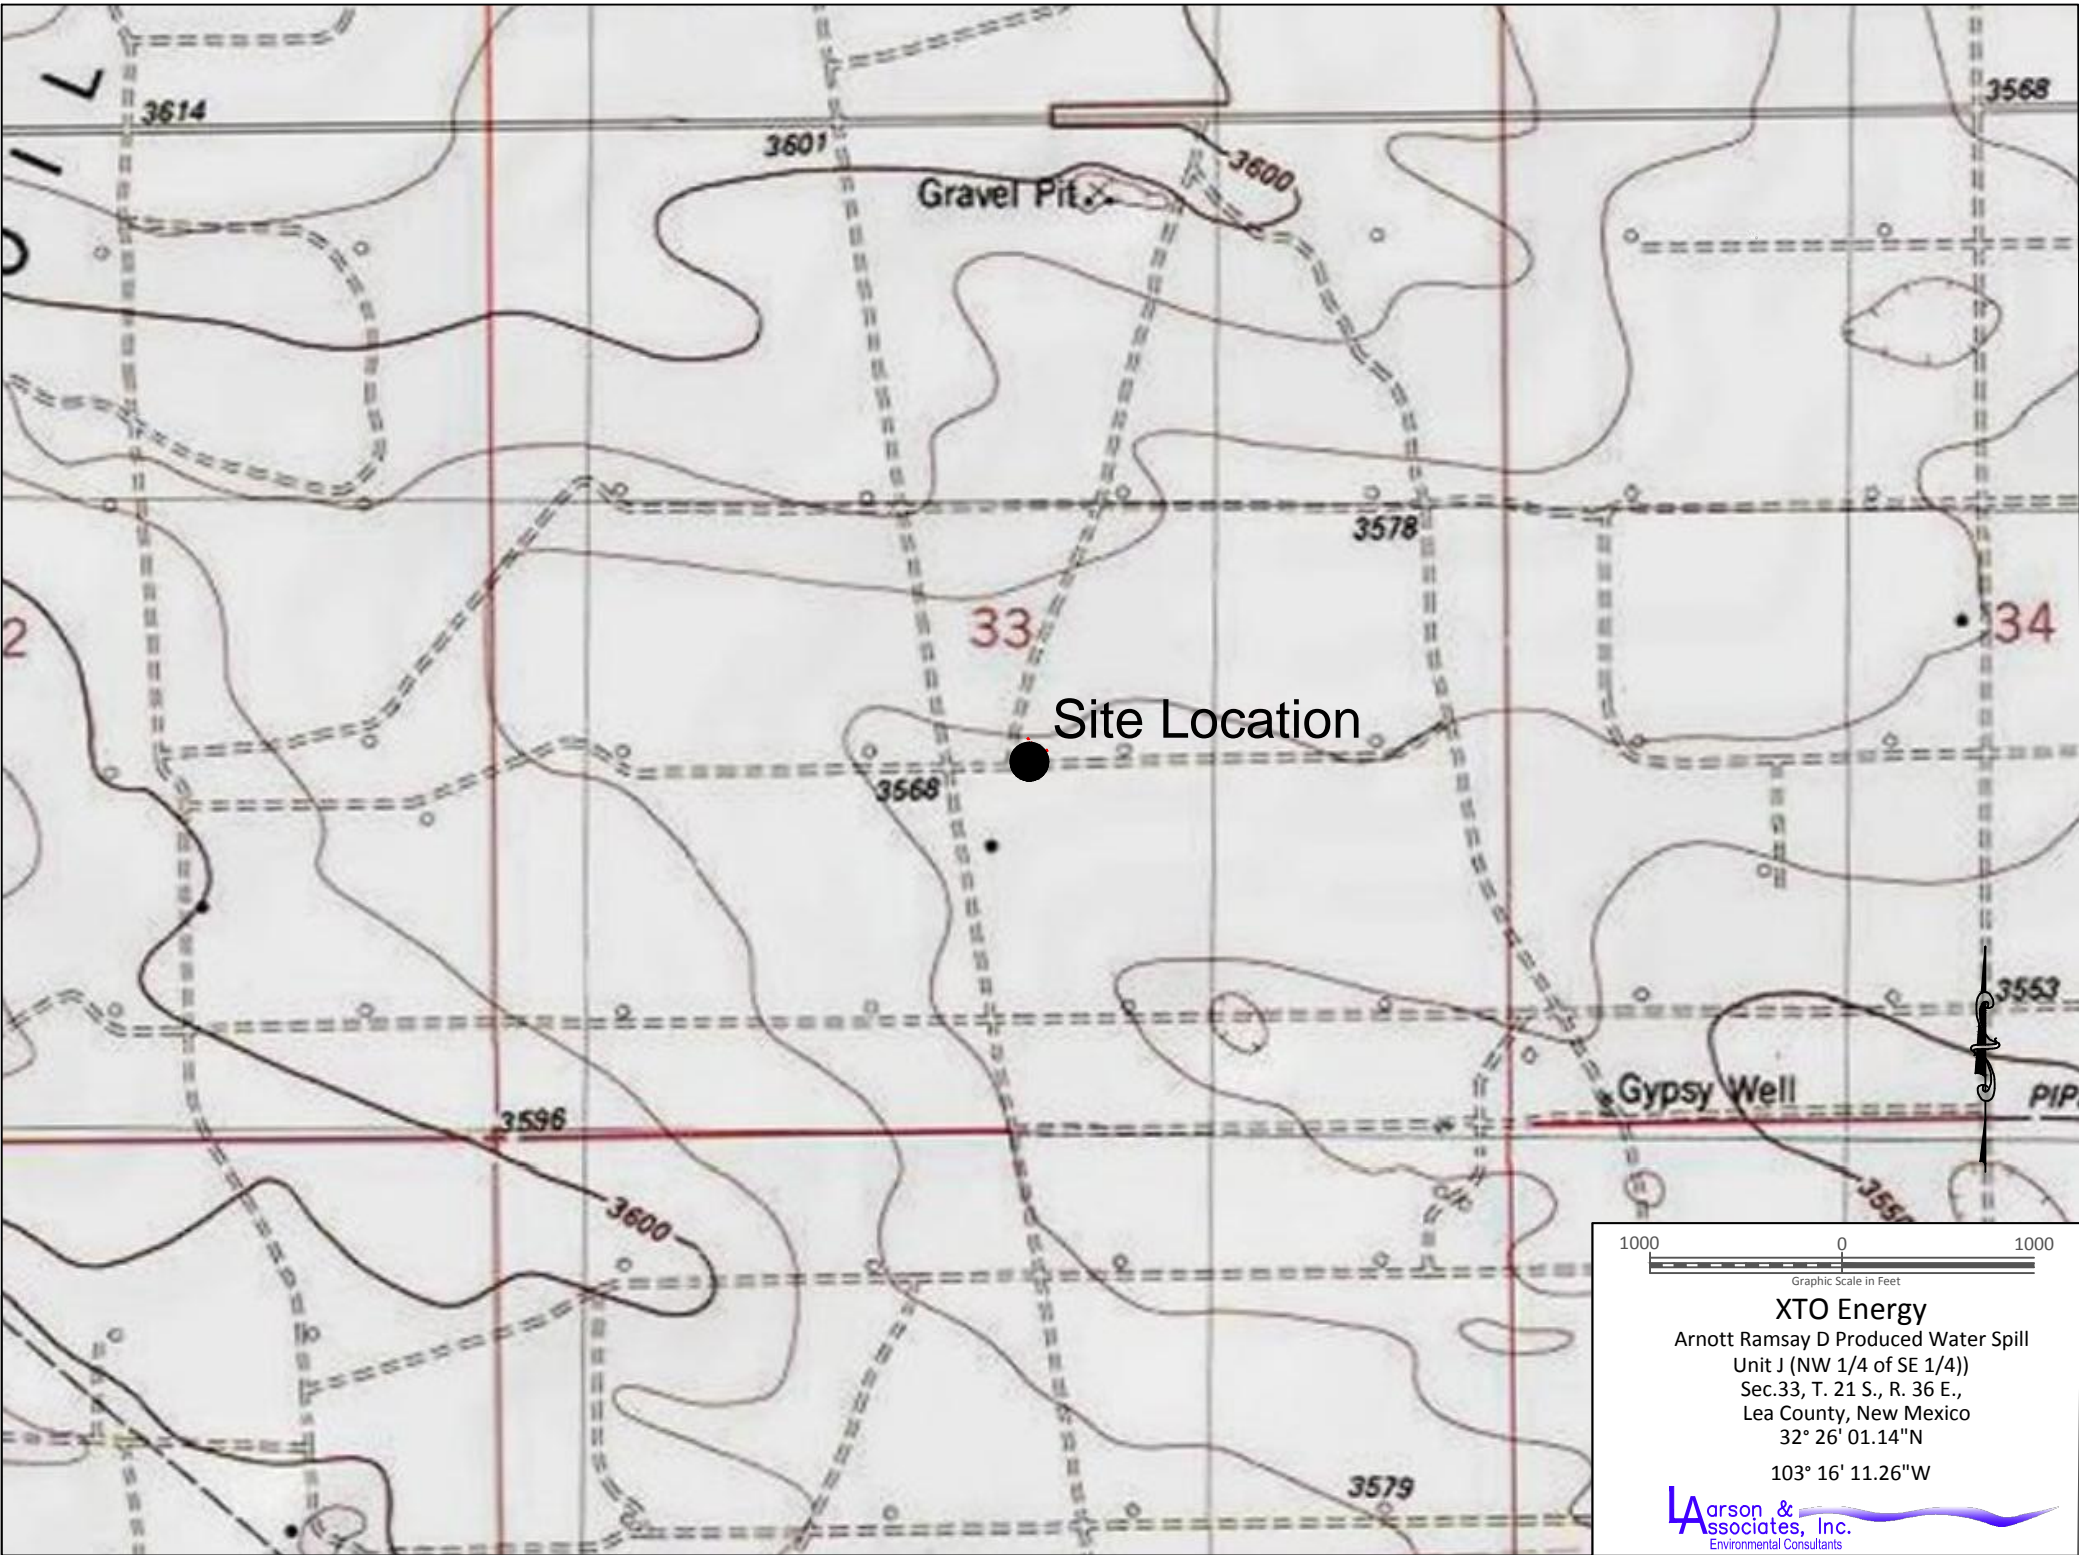 O I L
3614
3601
3568
3600
Gravel Pit
3578
2
33
34
Site Location
3568
3553
Gypsy Well
PIP
3596
3600
3550
3579
1000 0 1000
Graphic Scale in Feet
XTO Energy
Arnott Ramsay D Produced Water Spill
Unit J (NW 1/4 of SE 1/4))
Sec.33, T. 21 S., R. 36 E.,
Lea County, New Mexico
32° 26' 01.14"N
103° 16' 11.26"W
Larson &
Associates, Inc.
Environmental Consultants